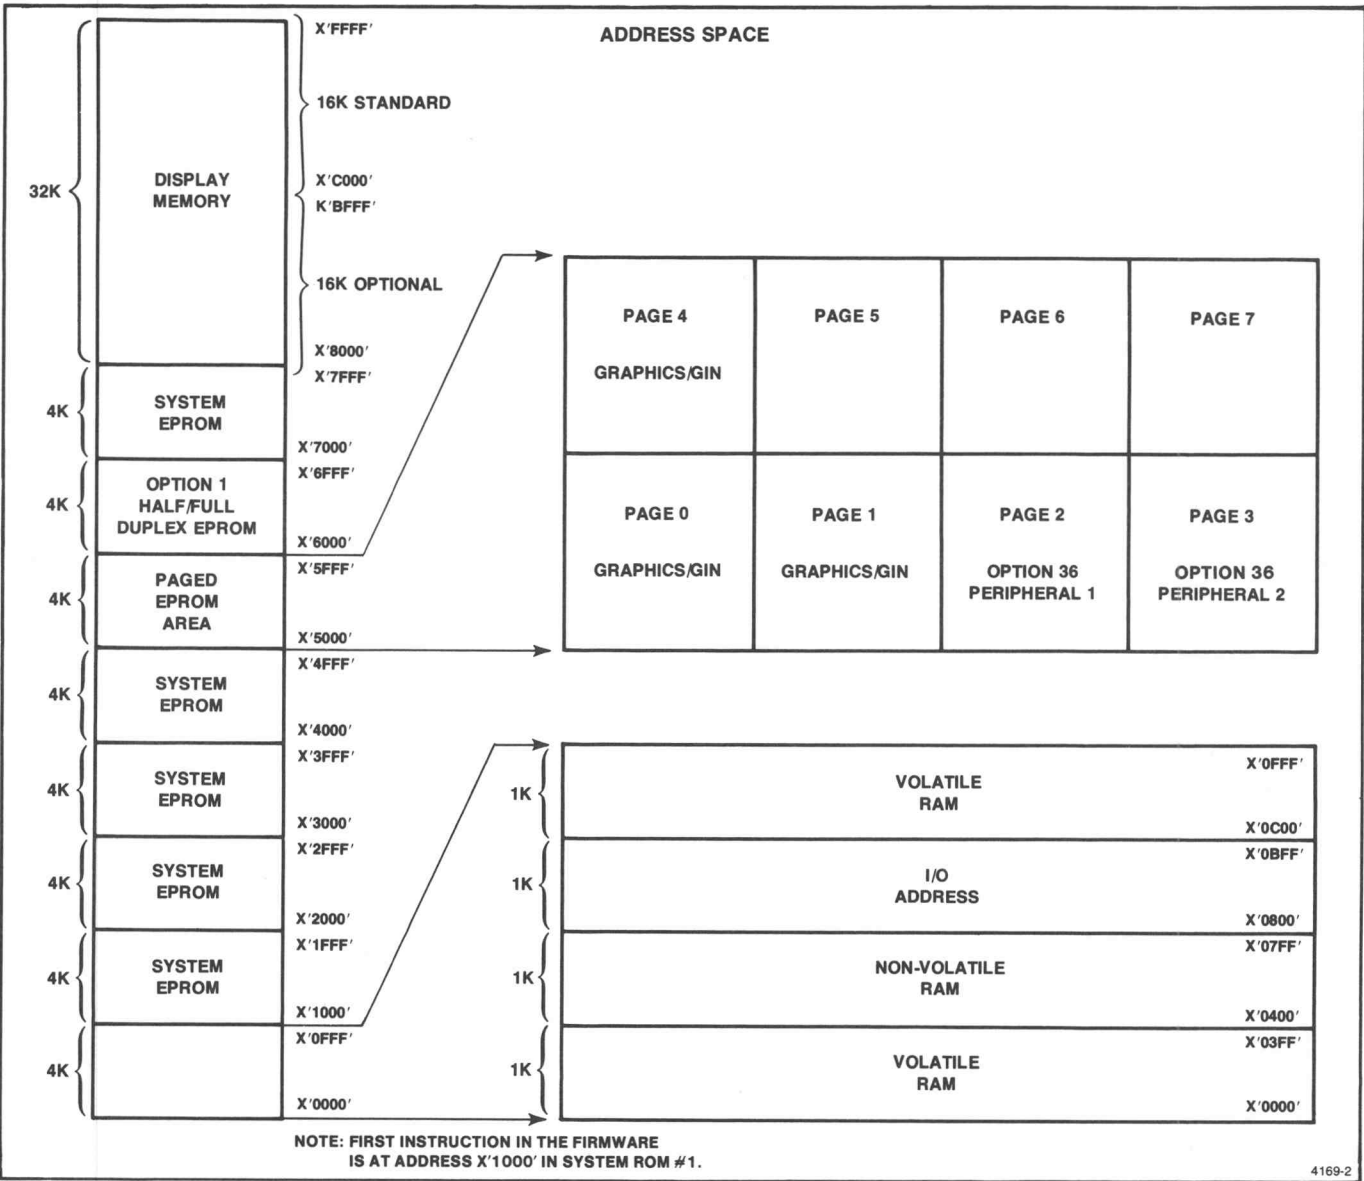 ADDRESS SPACE
X'FFFF'
16K STANDARD
32K
DISPLAY
MEMORY
X'C000'
K'BFFF'
16K OPTIONAL
X'8000'
X'7FFF'
4K
SYSTEM
EPROM
X'7000'
X'6FFF'
4K
OPTION 1
HALF/FULL
DUPLEX EPROM
X'6000'
X'5FFF'
4K
PAGED
EPROM
AREA
X'5000'
X'4FFF'
4K
SYSTEM
EPROM
X'4000'
X'3FFF'
4K
SYSTEM
EPROM
X'3000'
X'2FFF'
4K
SYSTEM
EPROM
X'2000'
X'1FFF'
4K
SYSTEM
EPROM
X'1000'
X'0FFF'
4K
X'0000'
PAGE 4
GRAPHICS/GIN
PAGE 5
PAGE 6
PAGE 7
PAGE 0
GRAPHICS/GIN
PAGE 1
GRAPHICS/GIN
PAGE 2
OPTION 36
PERIPHERAL 1
PAGE 3
OPTION 36
PERIPHERAL 2
1K
VOLATILE
RAM
X'0FFF'
X'0C00'
1K
I/O
ADDRESS
X'0BFF'
X'0800'
1K
NON-VOLATILE
RAM
X'07FF'
X'0400'
1K
VOLATILE
RAM
X'03FF'
X'0000'
NOTE: FIRST INSTRUCTION IN THE FIRMWARE
IS AT ADDRESS X'1000' IN SYSTEM ROM #1.
4169-2